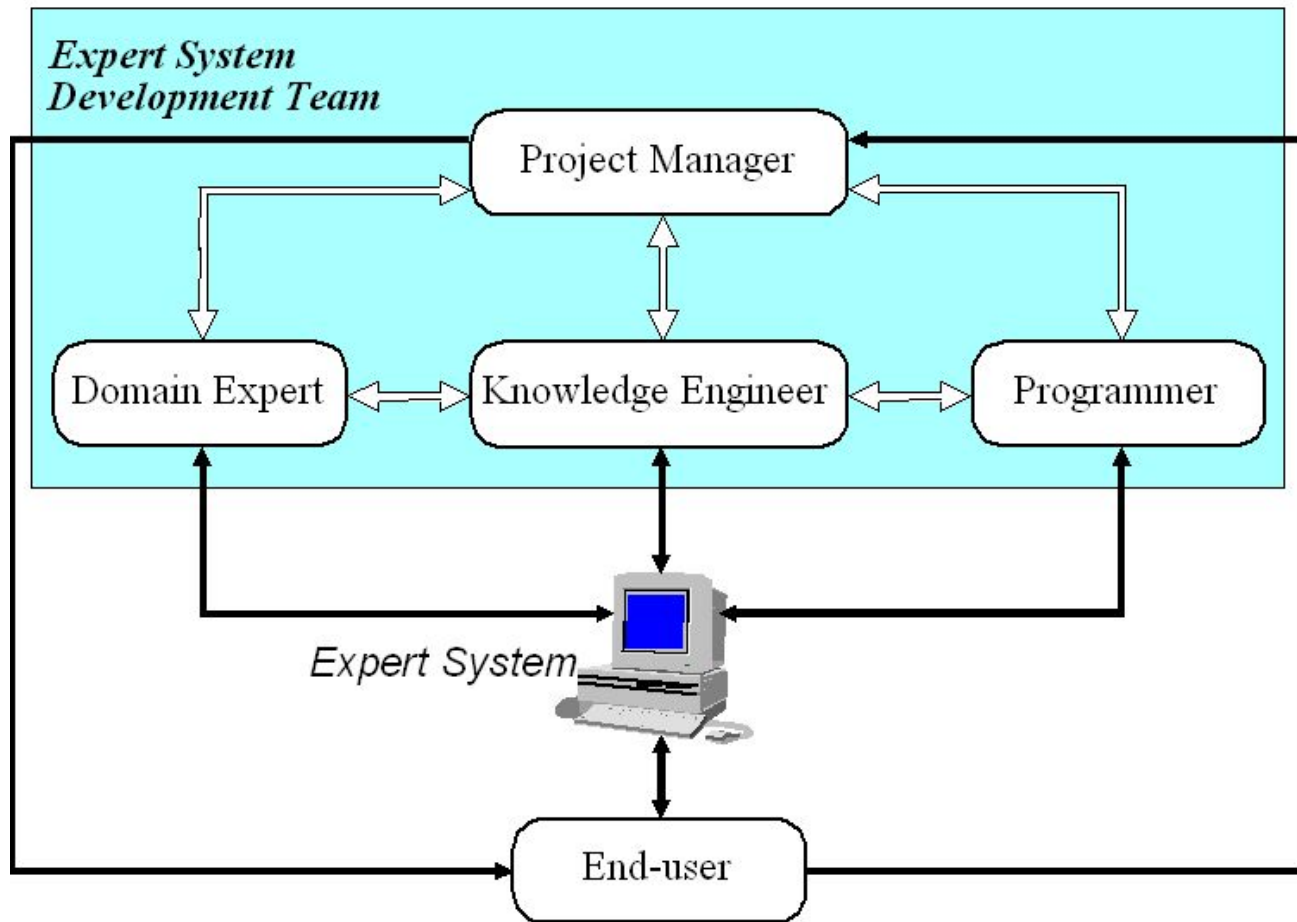 Expert System
Development Team
Project Manager
Domain Expert
Knowledge Engineer
Programmer
Expert System
End-user